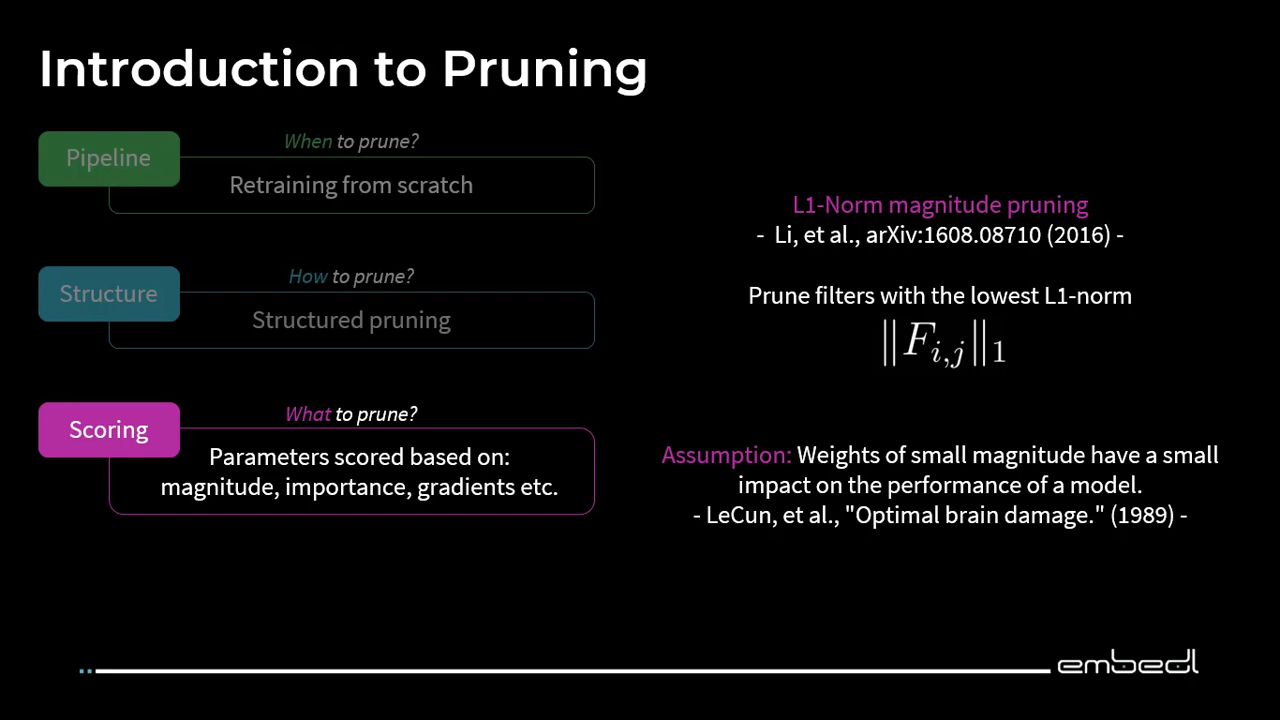 Introduction to Pruning
Pipeline
When to prune?
Retraining from scratch
Structure
How to prune?
Structured pruning
Scoring
What to prune?
Parameters scored based on:
magnitude, importance, gradients etc.
L1-Norm magnitude pruning
- Li, et al., arXiv:1608.08710 (2016) -
Prune filters with the lowest L1-norm
‖F_{i,j}‖_1
Assumption: Weights of small magnitude have a small
impact on the performance of a model.
- LeCun, et al., "Optimal brain damage." (1989) -
embedl